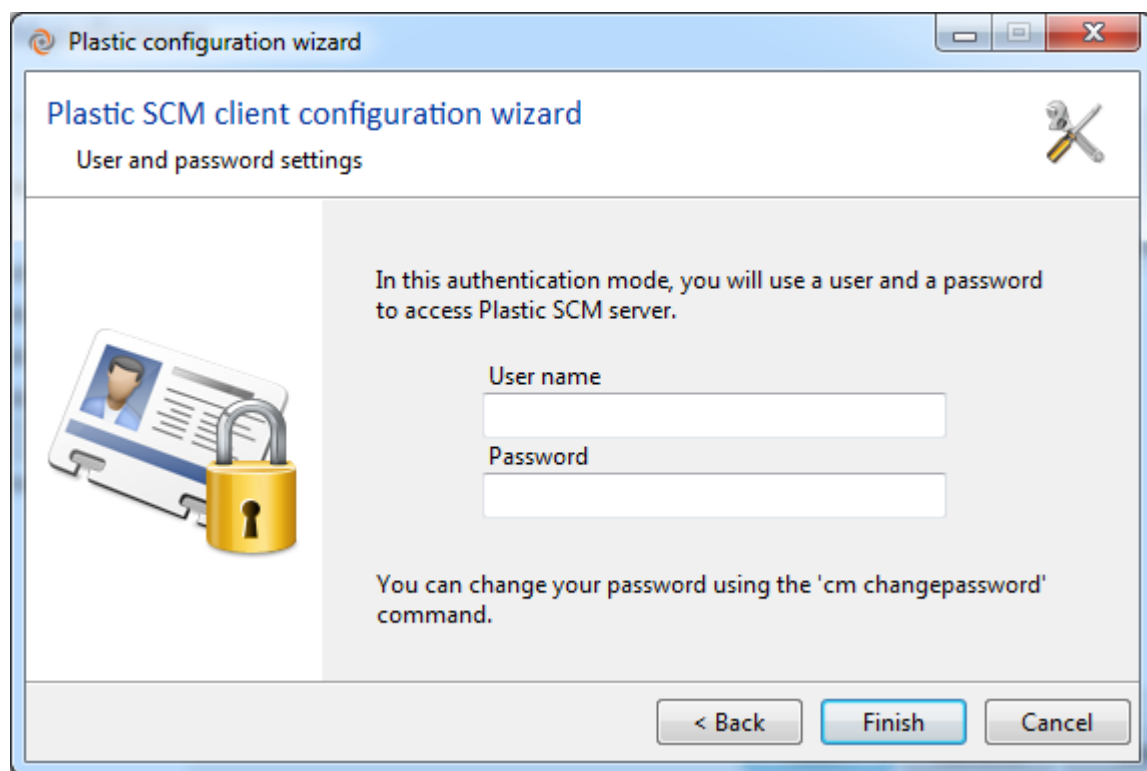 Plastic configuration wizard
Plastic SCM client configuration wizard
User and password settings
In this authentication mode, you will use a user and a password
to access Plastic SCM server.
User name
Password
You can change your password using the 'cm changepassword'
command.
< Back
Finish
Cancel